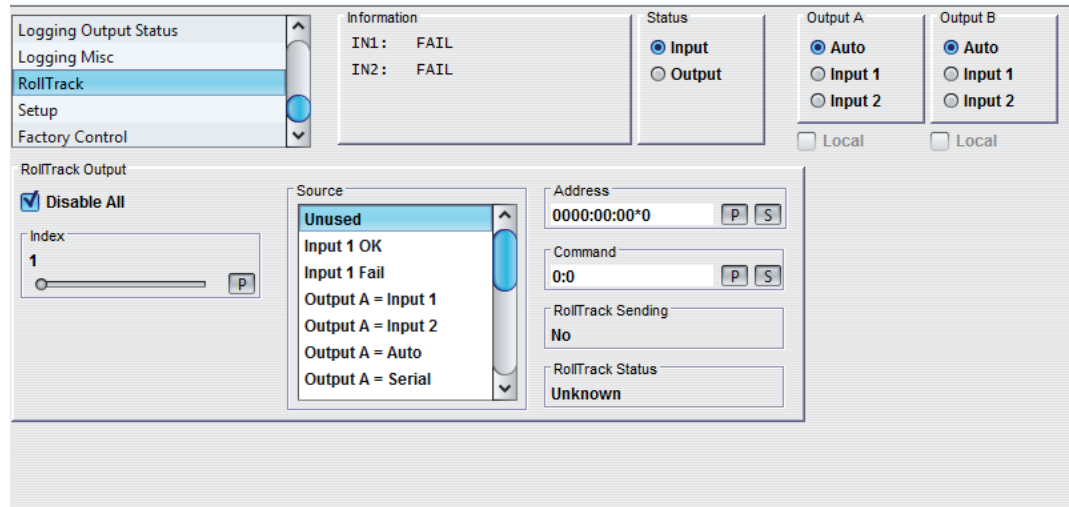 Logging Output Status
Logging Misc
RollTrack
Setup
Factory Control
Information
IN1: FAIL
IN2: FAIL
Status
Input
Output
Output A
Auto
Input 1
Input 2
Local
Output B
Auto
Input 1
Input 2
Local
RollTrack Output
Disable All
Index
1
P
Source
Unused
Input 1 OK
Input 1 Fail
Output A = Input 1
Output A = Input 2
Output A = Auto
Output A = Serial
Address
0000:00:00*0 P S
Command
0:0 P S
RollTrack Sending
No
RollTrack Status
Unknown